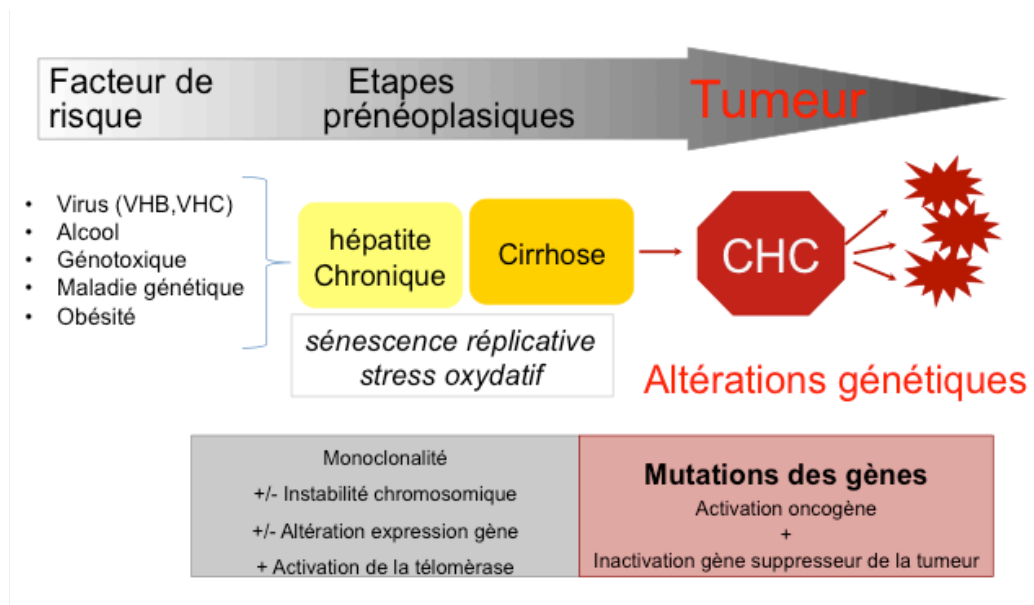 Facteur de
risque
Etapes
prénéoplasiques
Tumeur
• Virus (VHB,VHC)
• Alcool
• Génotoxique
• Maladie génétique
• Obésité
hépatite
Chronique
Cirrhose
CHC
sénescence réplicative
stress oxydatif
Altérations génétiques
Monoclonalité
+/- Instabilité chromosomique
+/- Altération expression gène
+ Activation de la télomèrase
Mutations des gènes
Activation oncogène
+
Inactivation gène suppresseur de la tumeur